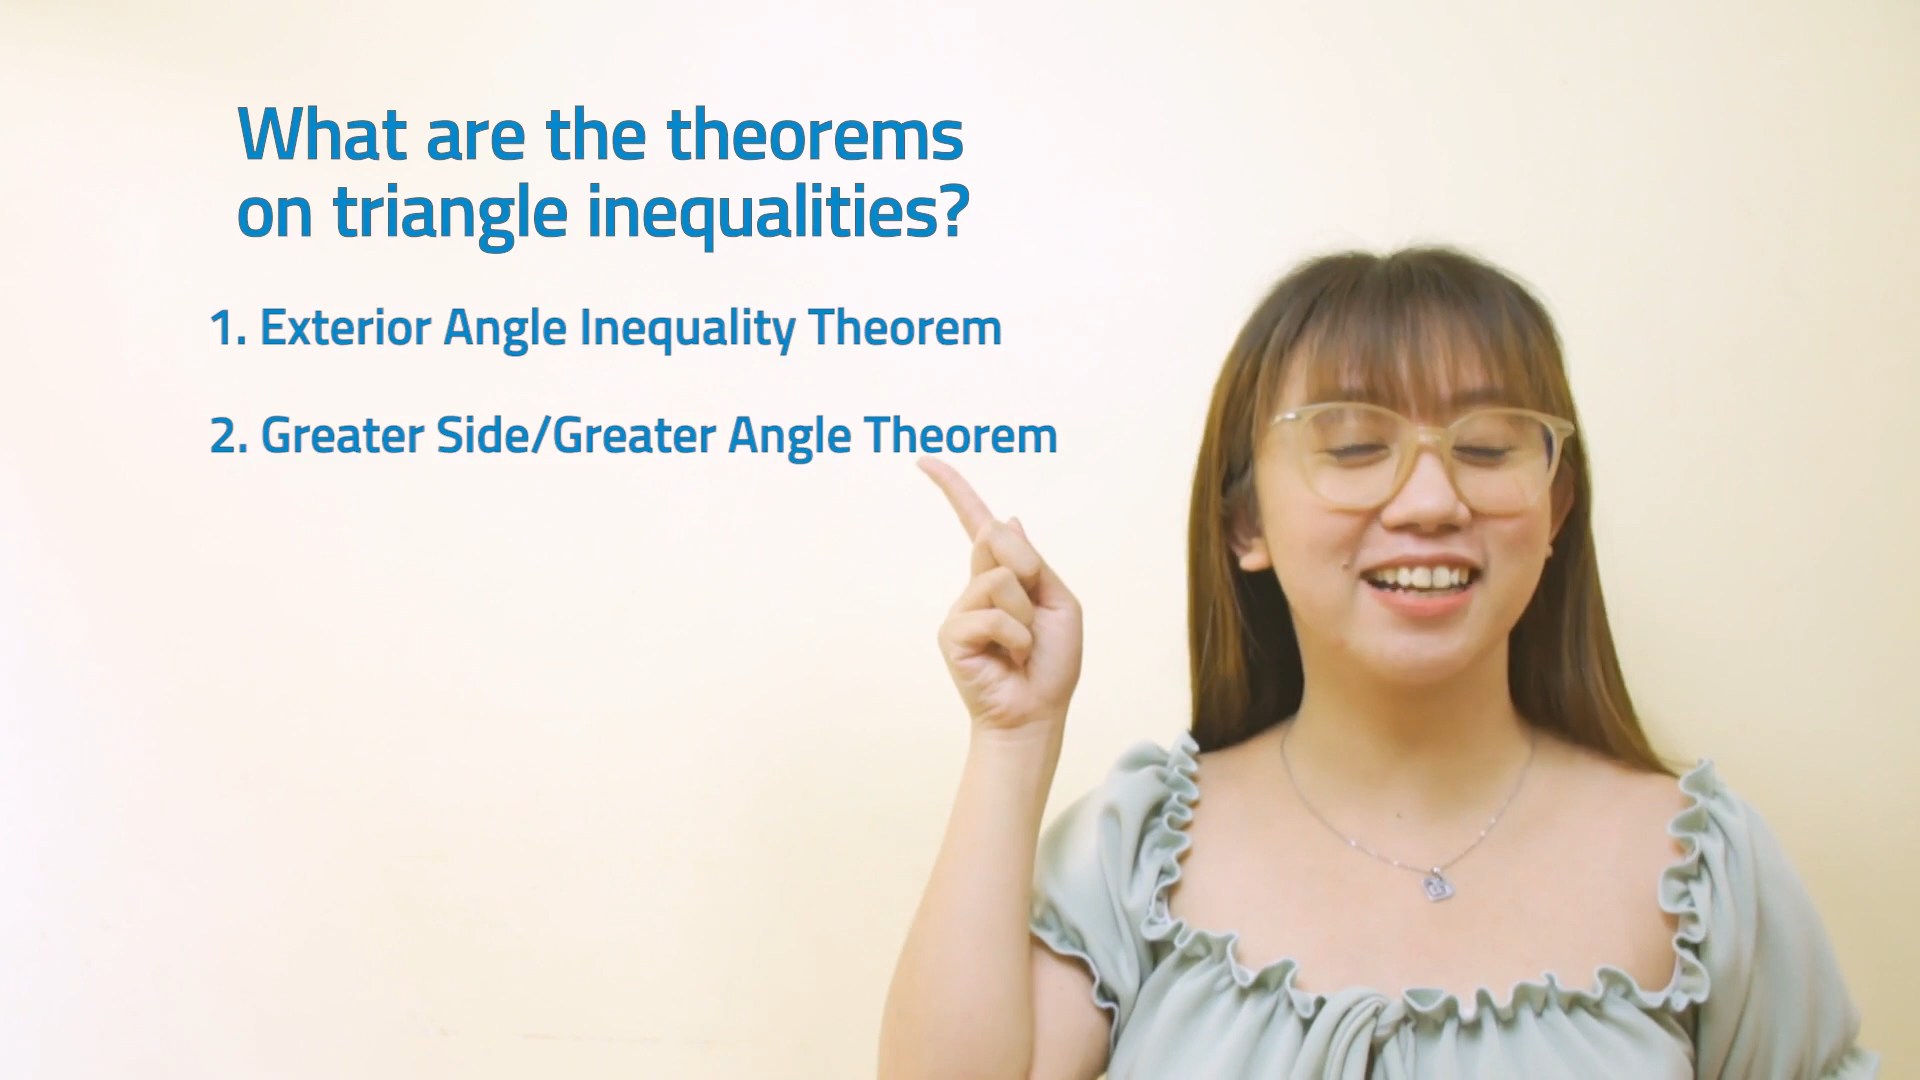 What are the theorems
on triangle inequalities?
1. Exterior Angle Inequality Theorem
2. Greater Side/Greater Angle Theorem